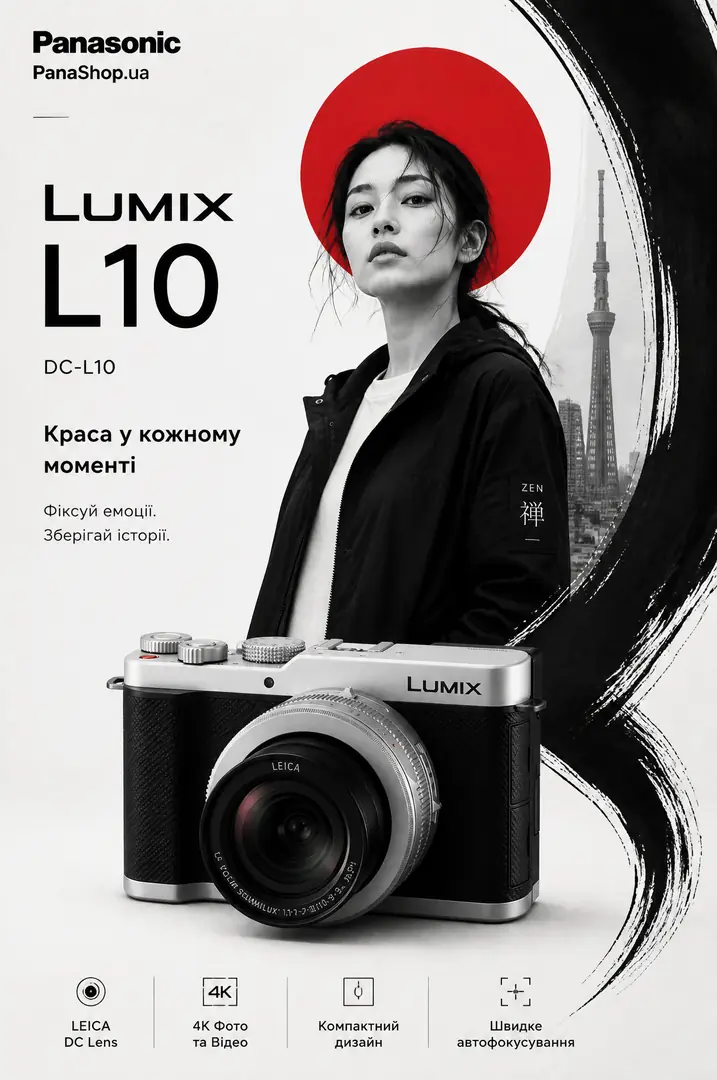 Panasonic
PanaShop.ua
LUMIX
L10
DC-L10
Краса у кожному
моменті
Фіксуй емоції.
Зберігай історії.
ZEN
禅
LUMIX
LEICA
LEICA
DC Lens
4K
4K Фото
та Відео
Компактний
дизайн
Швидке
автофокусування